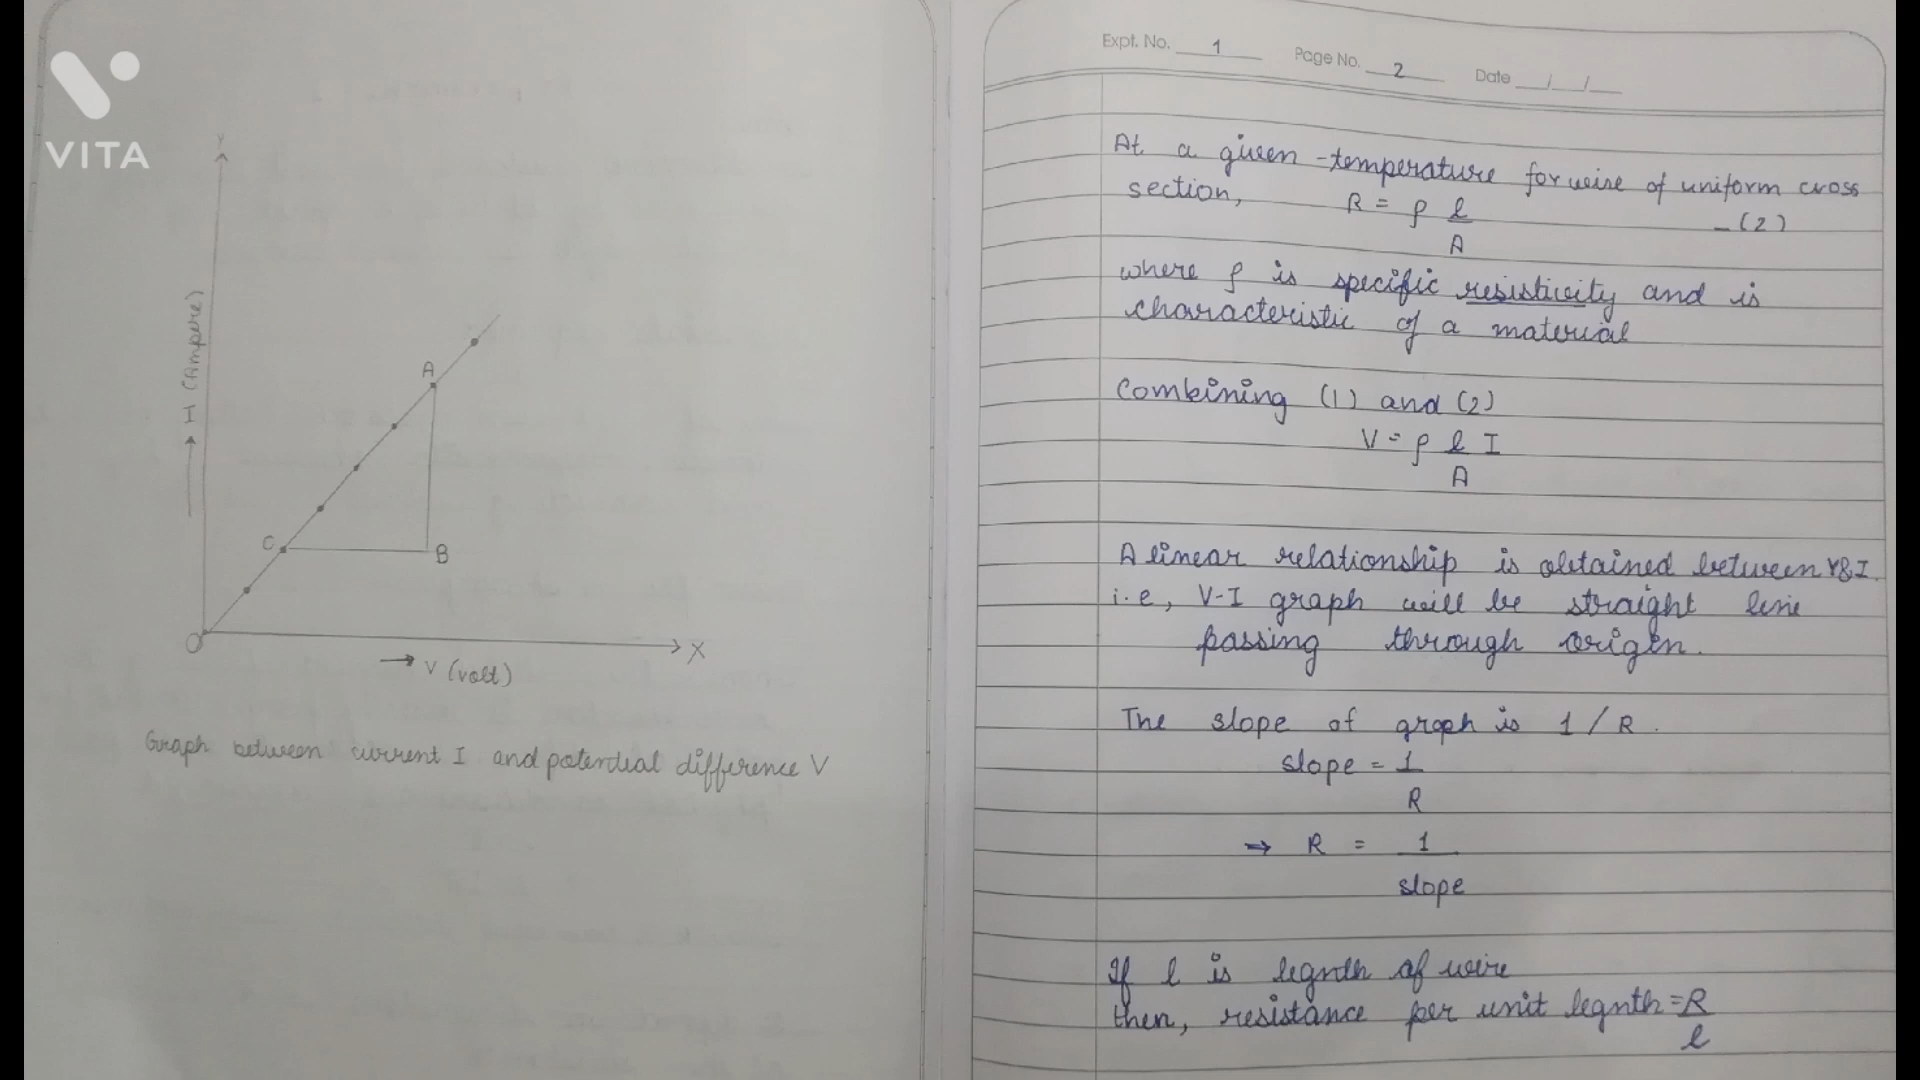 VITA
Y
I (Ampere)
A
C
B
O
X
V (volt)
Graph between current I and potential difference V
Expt. No. 1
Page No. 2
Date / /
At a given temperature for wire of uniform cross
section, R = ρ l
A
-(2)
where ρ is specific resistivity and is
characteristic of a material
Combining (1) and (2)
V = ρ l I
A
A linear relationship is obtained between V&I.
i.e, V-I graph will be straight line
passing through origin.
The slope of graph is 1/R.
slope = 1
R
→ R = 1
slope
If l is legnth of wire
then, resistance per unit legnth = R
l